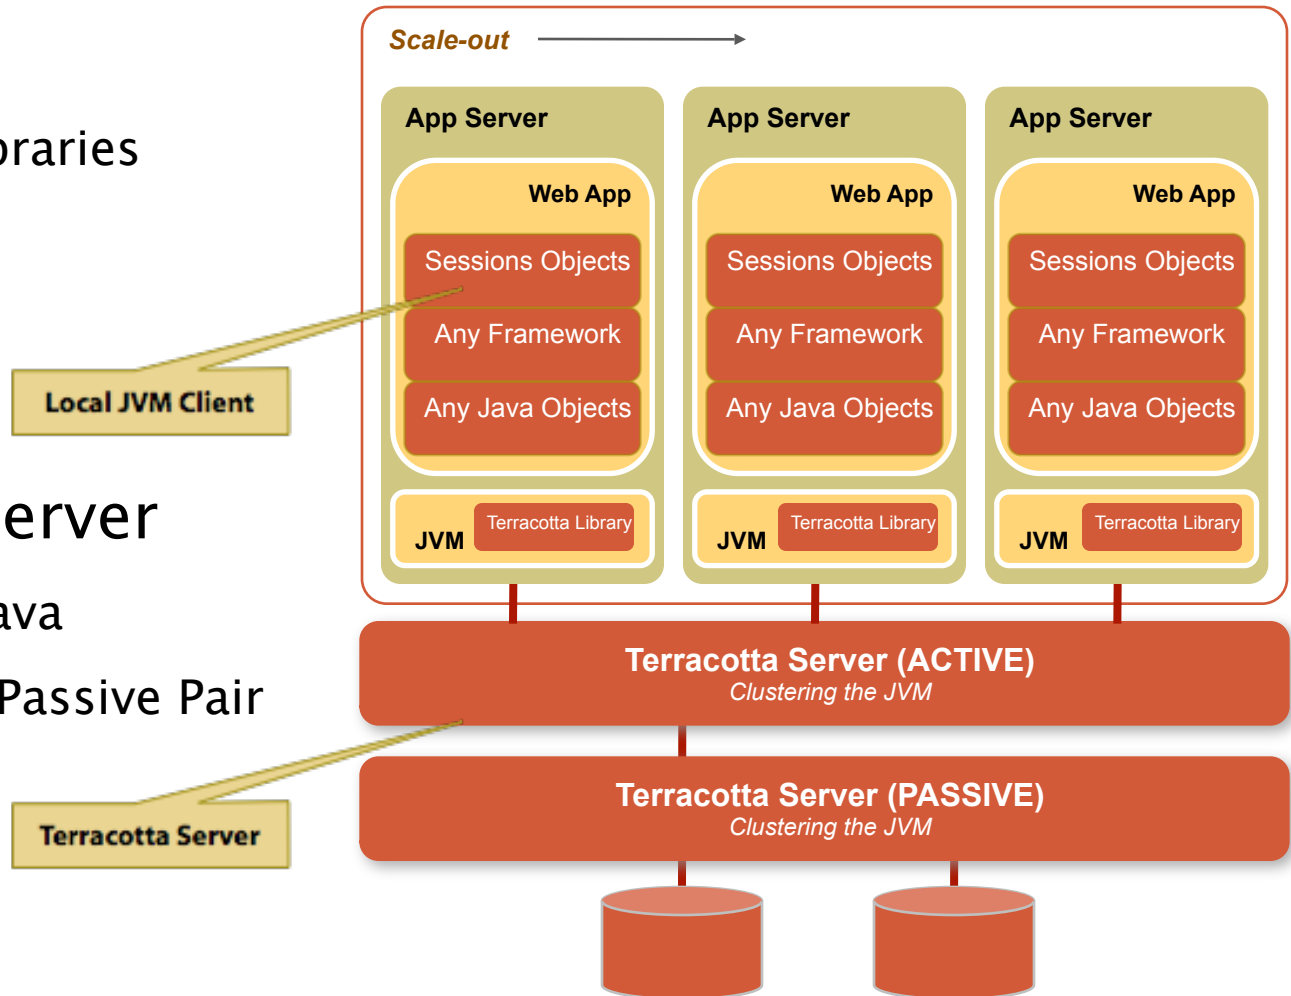 Scale-out
App Server App Server App Server
braries
Web App Web App Web App
Sessions Objects Sessions Objects Sessions Objects
Any Framework Any Framework Any Framework
Local JVM Client
Any Java Objects Any Java Objects Any Java Objects
erver
JVM Terracotta Library JVM Terracotta Library JVM Terracotta Library
ava
Terracotta Server (ACTIVE)
Clustering the JVM
Passive Pair
Terracotta Server (PASSIVE)
Clustering the JVM
Terracotta Server